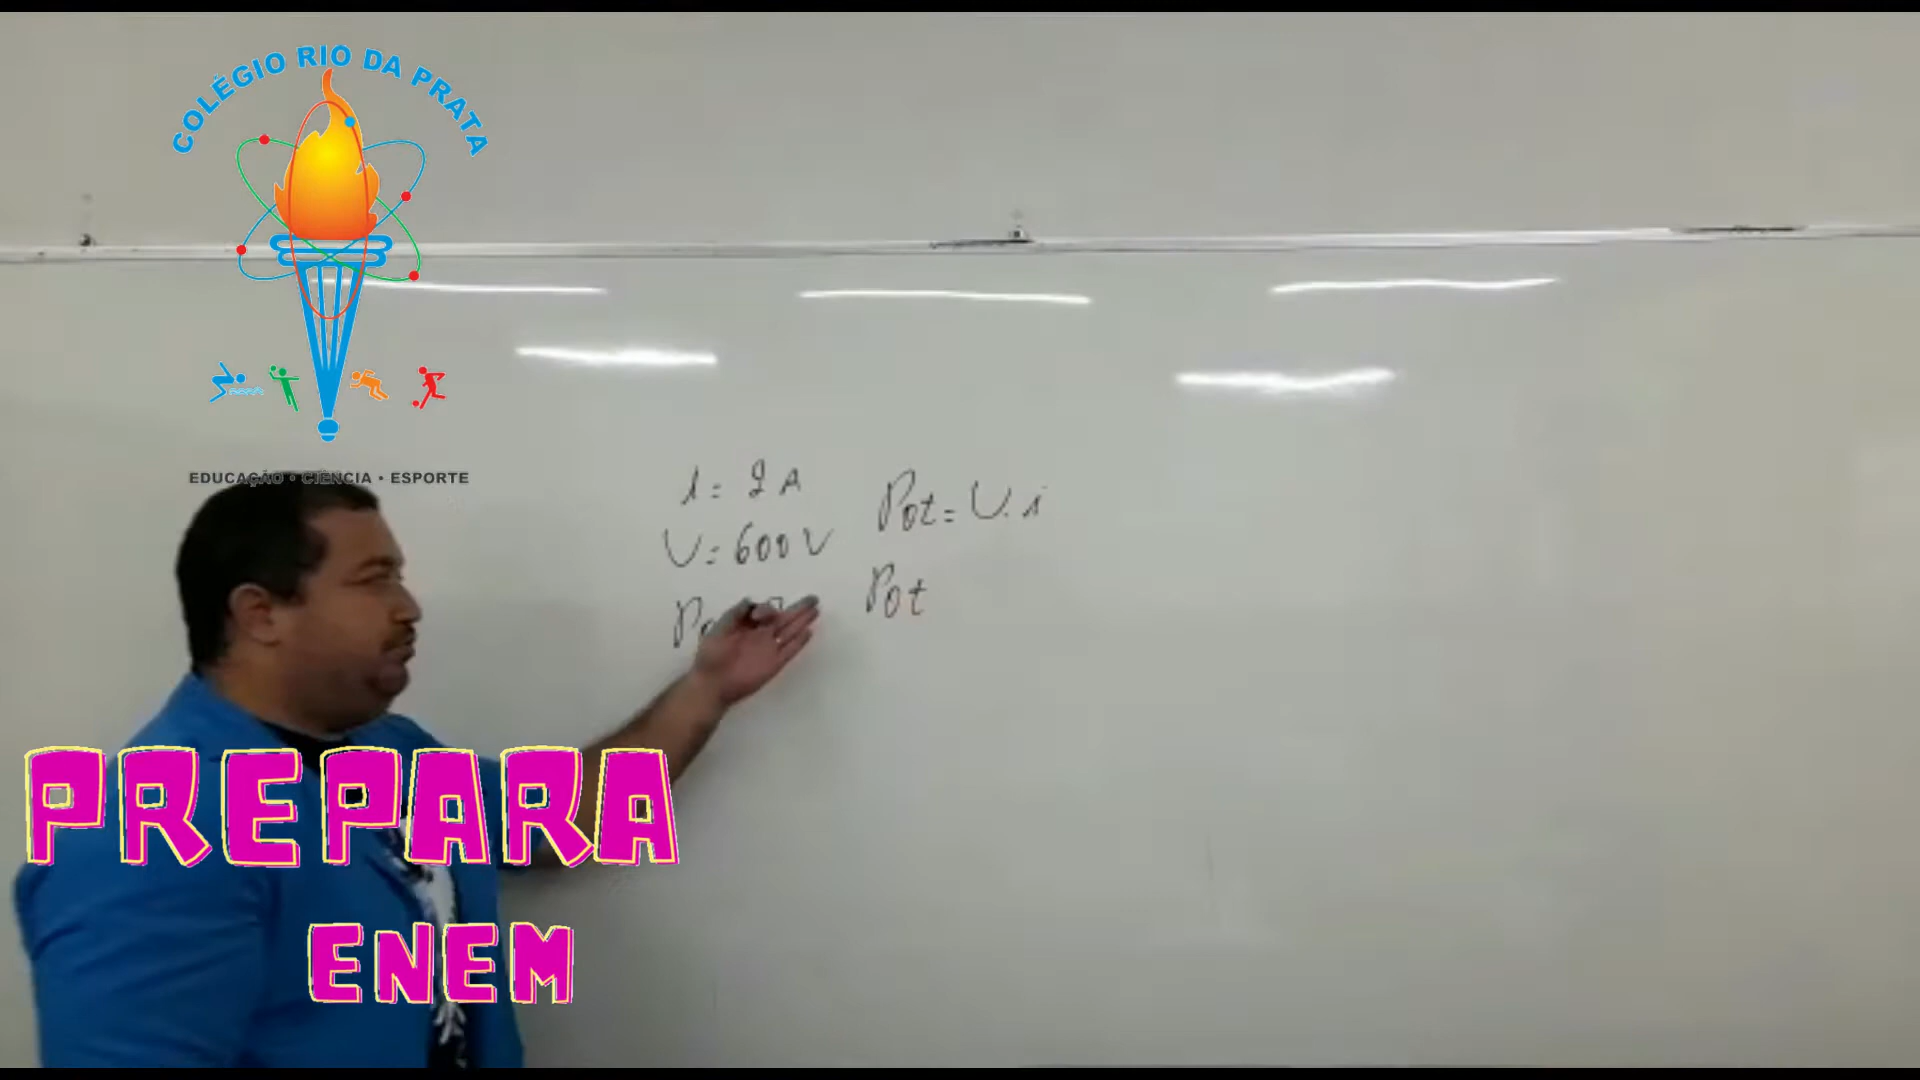 COLÉGIO RIO DA PRATA
EDUCAÇÃO • CIÊNCIA • ESPORTE
i = 2 A
U = 600 V
Pot = U. i
Pot
PREPARA
ENEM